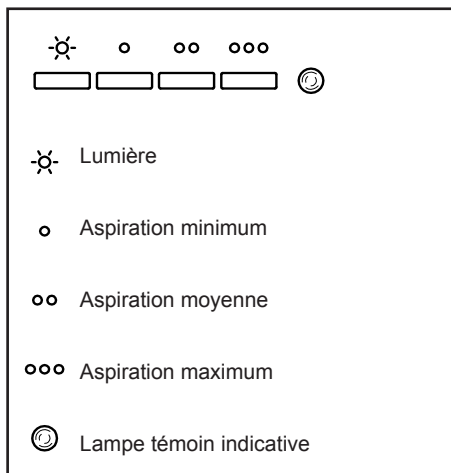 Lumière
Aspiration minimum
Aspiration moyenne
Aspiration maximum
Lampe témoin indicative